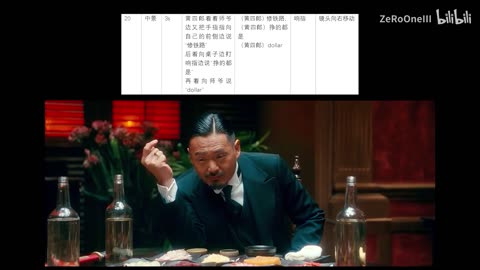 ZeRoOneIII bilibili
20
中景
3s
黄四郎看着师爷
边又把手指指向
自己的前侧边说
“修铁路”
后看向桌子边打
响指边说“挣的都
是”
再看向师爷说
“dollar”
（黄四郎）修铁路，
（黄四郎）挣的都
是
（黄四郎）dollar
响指
镜头向右移动